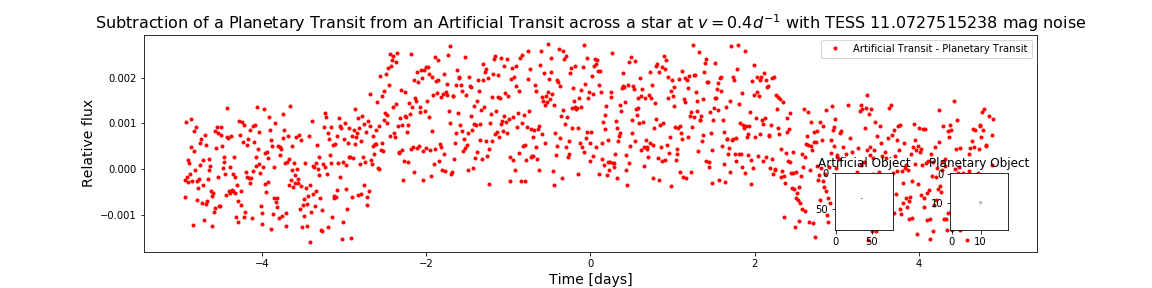 Subtraction of a Planetary Transit from an Artificial Transit across a star at v = 0.4d⁻¹ with TESS 11.0727515238 mag noise
Artificial Transit - Planetary Transit
Relative flux
0.002
0.001
0.000
−0.001
Artificial Object
0
50
0
50
Planetary Object
0
10
0
10
−4
−2
0
2
4
Time [days]